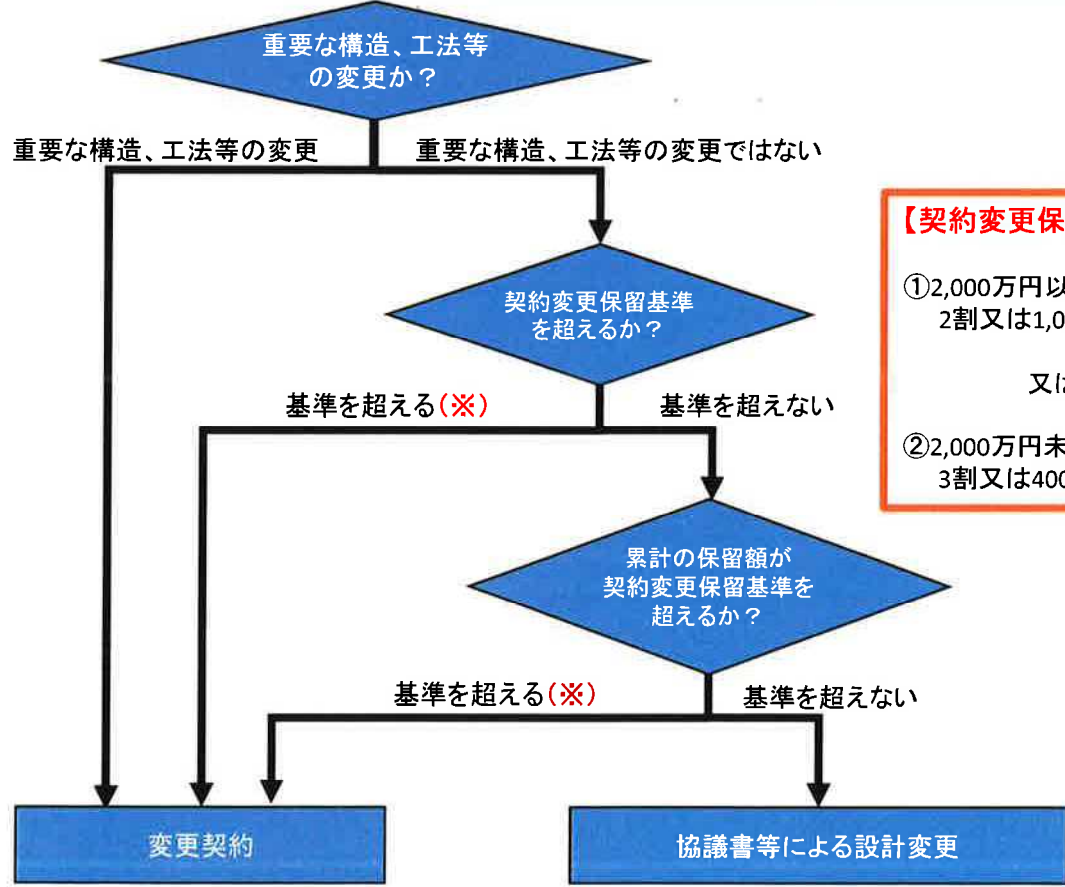 重要な構造、工法等
の変更か？
重要な構造、工法等の変更
重要な構造、工法等の変更ではない
契約変更保留基準
を超えるか？
基準を超える(※)
基準を超えない
累計の保留額が
契約変更保留基準を
超えるか？
基準を超える(※)
基準を超えない
変更契約
協議書等による設計変更
【契約変更保
①2,000万円以
2割又は1,0
又は
②2,000万円未
3割又は400